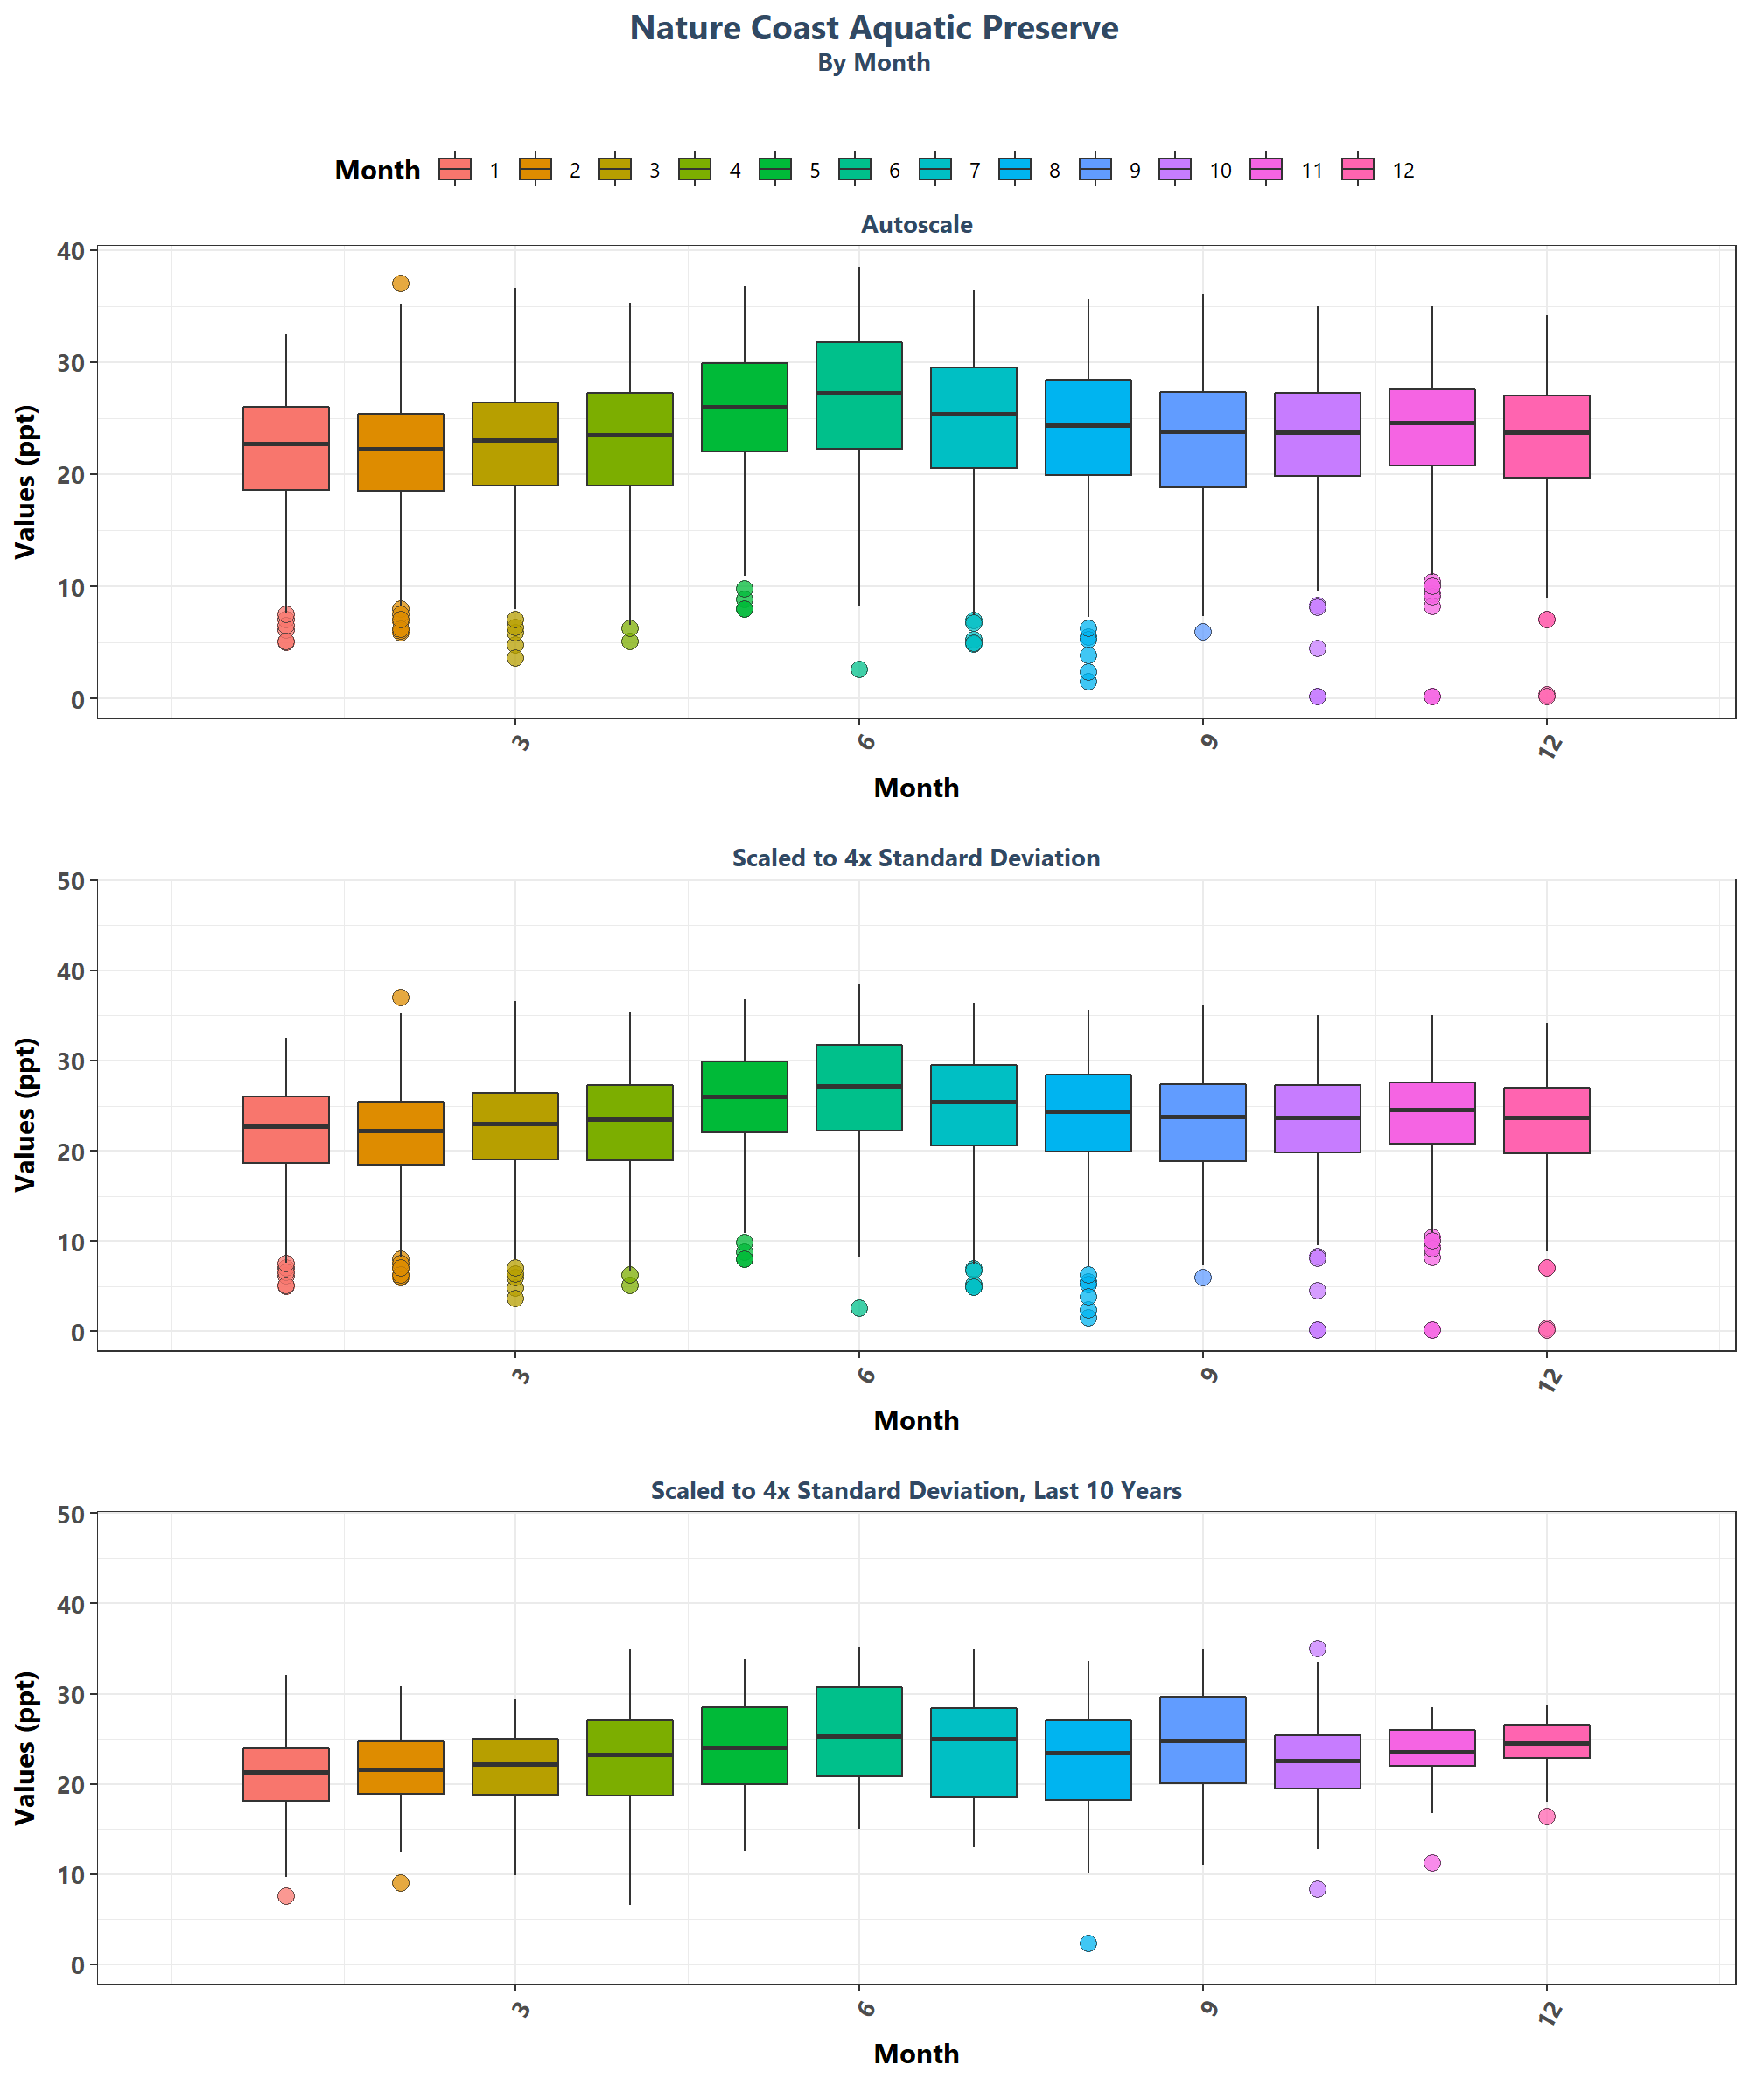 Nature Coast Aquatic Preserve
By Month
Month 1 2 3 4 5 6 7 8 9 10 11 12
Autoscale
Values (ppt)
40
30
20
10
0
3 6 9 12
Month
Scaled to 4x Standard Deviation
Values (ppt)
50
40
30
20
10
0
3 6 9 12
Month
Scaled to 4x Standard Deviation, Last 10 Years
Values (ppt)
50
40
30
20
10
0
3 6 9 12
Month